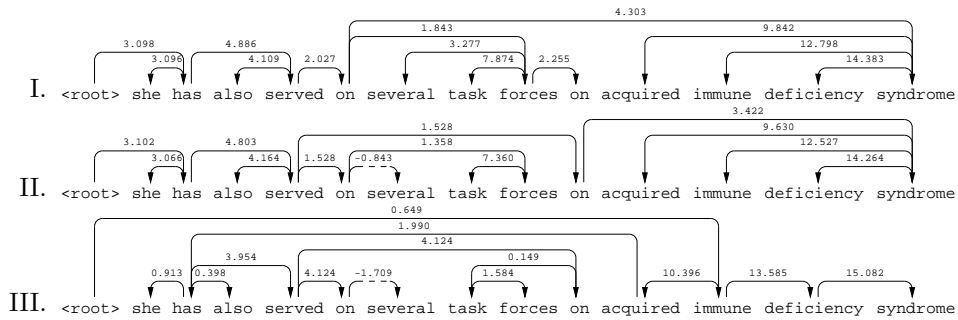 4.303
1.843 9.842
3.098 4.886 3.277 12.798
3.096 4.109 2.027 7.874 2.255 14.383
I. <root> she has also served on several task forces on acquired immune deficiency syndrome
3.422
1.528 9.630
3.102 4.803 1.358 12.527
3.066 4.164 1.528 -0.843 7.360 14.264
II. <root> she has also served on several task forces on acquired immune deficiency syndrome
0.649
1.990
4.124
3.954 0.149
0.913 0.398 4.124 -1.709 1.584 10.396 13.585 15.082
III. <root> she has also served on several task forces on acquired immune deficiency syndrome